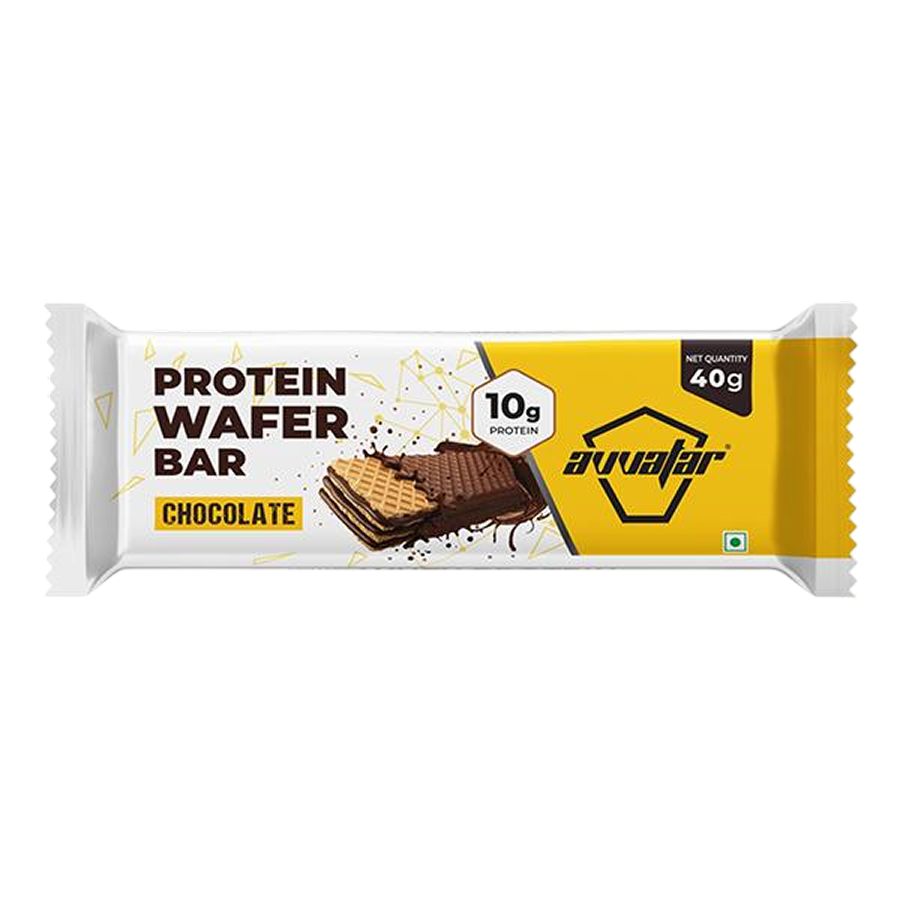 PROTEIN
WAFER
BAR
CHOCOLATE
10g
PROTEIN
avvatar®
NET QUANTITY
40g